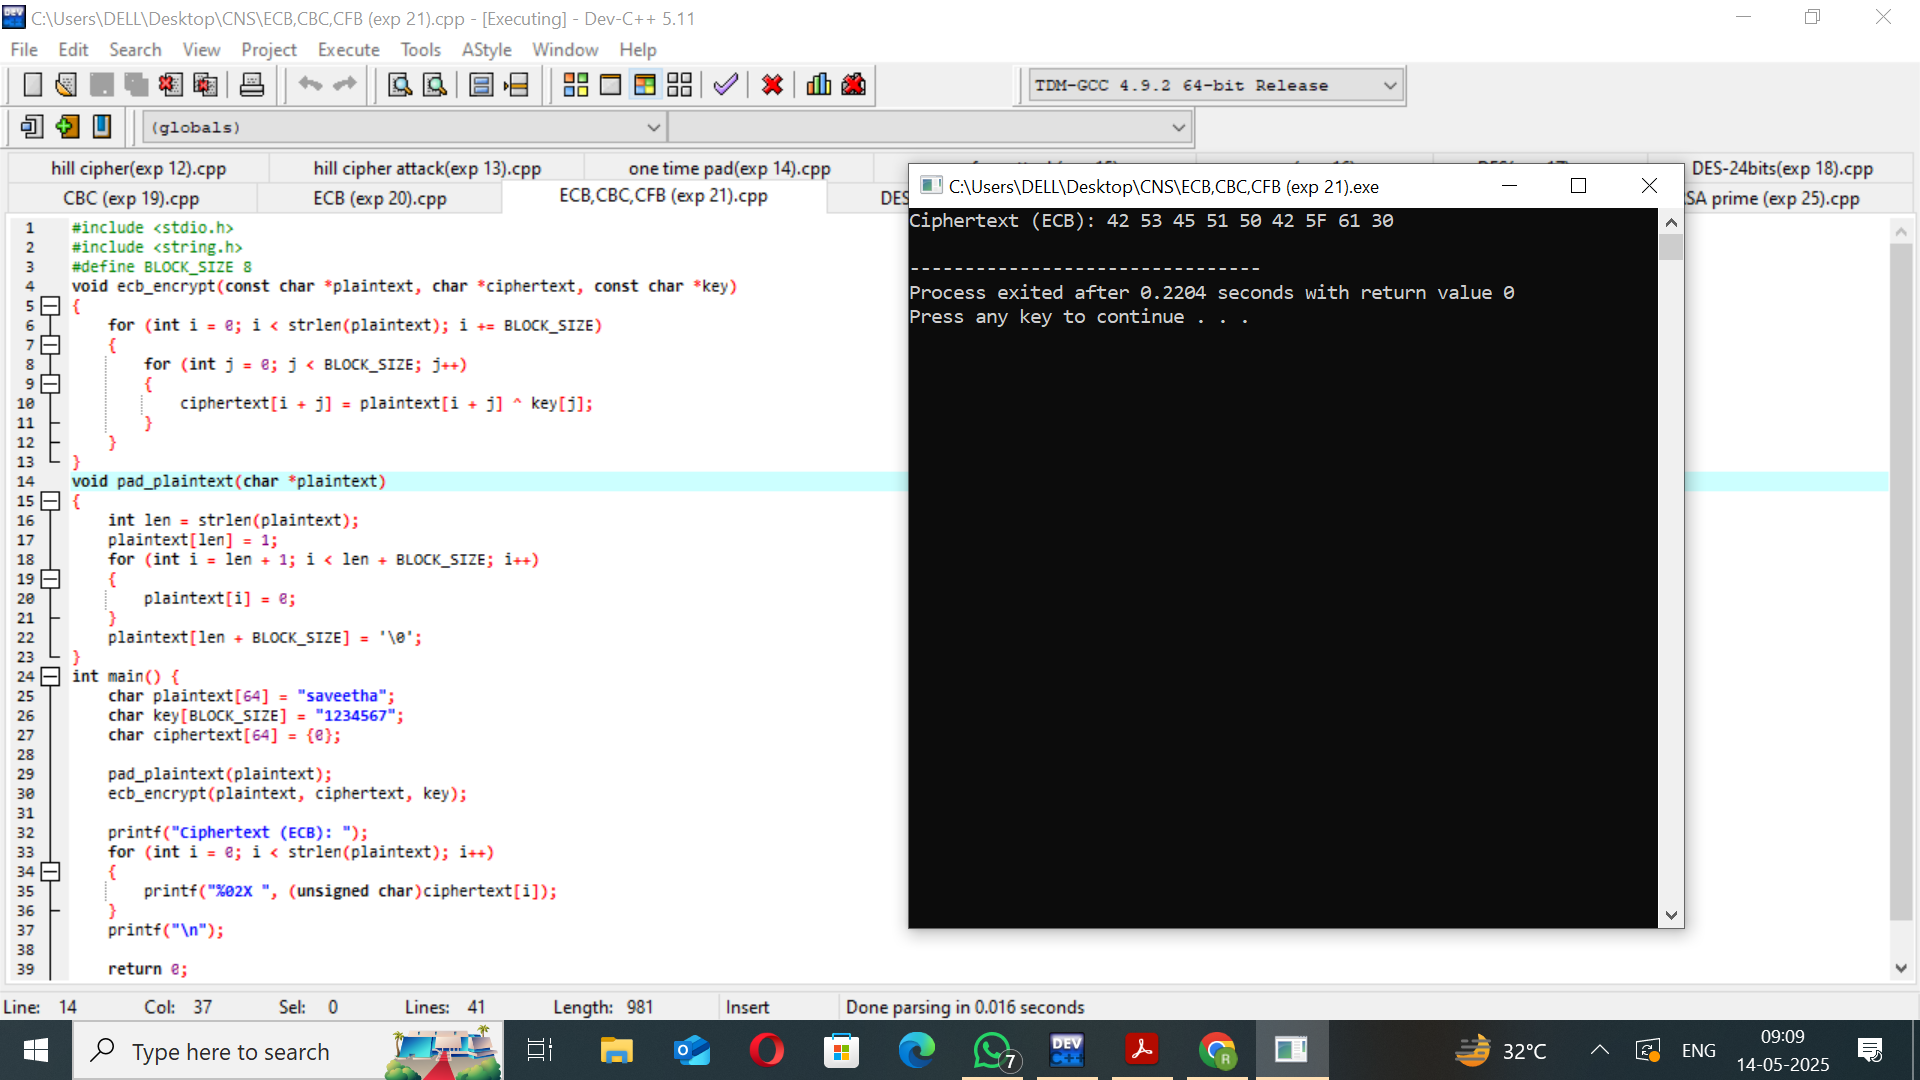 C:\Users\DELL\Desktop\CNS\ECB,CBC,CFB (exp 21).cpp - [Executing] - Dev-C++ 5.11
File Edit Search View Project Execute Tools AStyle Window Help
TDM-GCC 4.9.2 64-bit Release
(globals)
hill cipher(exp 12).cpp hill cipher attack(exp 13).cpp one time pad(exp 14).cpp DES-24bits(exp 18).cpp
CBC (exp 19).cpp ECB (exp 20).cpp ECB,CBC,CFB (exp 21).cpp DES SA prime (exp 25).cpp
1 #include <stdio.h>
2 #include <string.h>
3 #define BLOCK_SIZE 8
4 void ecb_encrypt(const char *plaintext, char *ciphertext, const char *key)
5 {
6 for (int i = 0; i < strlen(plaintext); i += BLOCK_SIZE)
7 {
8 for (int j = 0; j < BLOCK_SIZE; j++)
9 {
10 ciphertext[i + j] = plaintext[i + j] ^ key[j];
11 }
12 }
13 }
14 void pad_plaintext(char *plaintext)
15 {
16 int len = strlen(plaintext);
17 plaintext[len] = 1;
18 for (int i = len + 1; i < len + BLOCK_SIZE; i++)
19 {
20 plaintext[i] = 0;
21 }
22 plaintext[len + BLOCK_SIZE] = '\0';
23 }
24 int main() {
25 char plaintext[64] = "saveetha";
26 char key[BLOCK_SIZE] = "1234567";
27 char ciphertext[64] = {0};
28
29 pad_plaintext(plaintext);
30 ecb_encrypt(plaintext, ciphertext, key);
31
32 printf("Ciphertext (ECB): ");
33 for (int i = 0; i < strlen(plaintext); i++)
34 {
35 printf("%02X ", (unsigned char)ciphertext[i]);
36 }
37 printf("\n");
38
39 return 0;
C:\Users\DELL\Desktop\CNS\ECB,CBC,CFB (exp 21).exe
Ciphertext (ECB): 42 53 45 51 50 42 5F 61 30
--------------------------------
Process exited after 0.2204 seconds with return value 0
Press any key to continue . . .
Line: 14 Col: 37 Sel: 0 Lines: 41 Length: 981 Insert Done parsing in 0.016 seconds
Type here to search
7
DEV
C++
R
32°C
ENG
09:09
14-05-2025